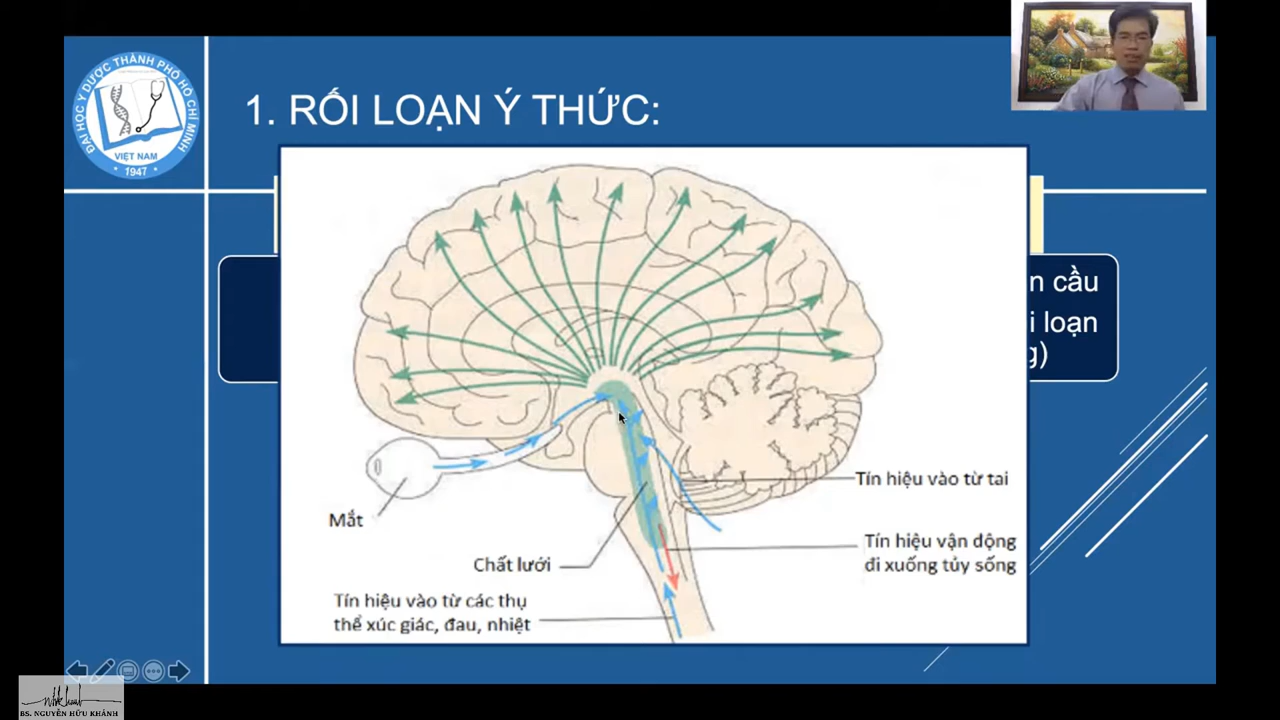 ĐẠI HỌC Y DƯỢC THÀNH PHỐ HỒ CHÍ MINH
VIỆT NAM
1947
1. RỐI LOẠN Ý THỨC:
n cầu
i loạn
g)
Mắt
Chất lưới
Tín hiệu vào từ các thụ
thể xúc giác, đau, nhiệt
Tín hiệu vào từ tai
Tín hiệu vận động
đi xuống tủy sống
BS. NGUYỄN HỮU KHÁNH